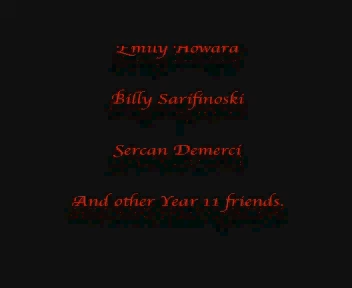 Emily Howard
Billy Sarifinoski
Sercan Demerci
And other Year 11 friends.